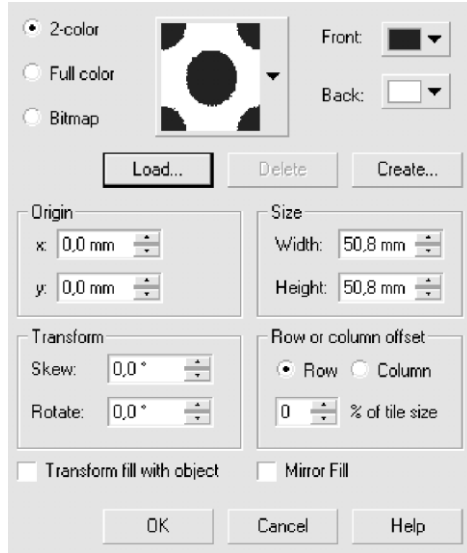 2-color
Full color
Bitmap
Front:
Back:
Load... Delete Create...
Origin
x: 0,0 mm
y: 0,0 mm
Size
Width: 50,8 mm
Height: 50,8 mm
Transform
Skew: 0,0 °
Rotate: 0,0 °
Row or column offset
Row Column
0 % of tile size
Transform fill with object Mirror Fill
OK Cancel Help